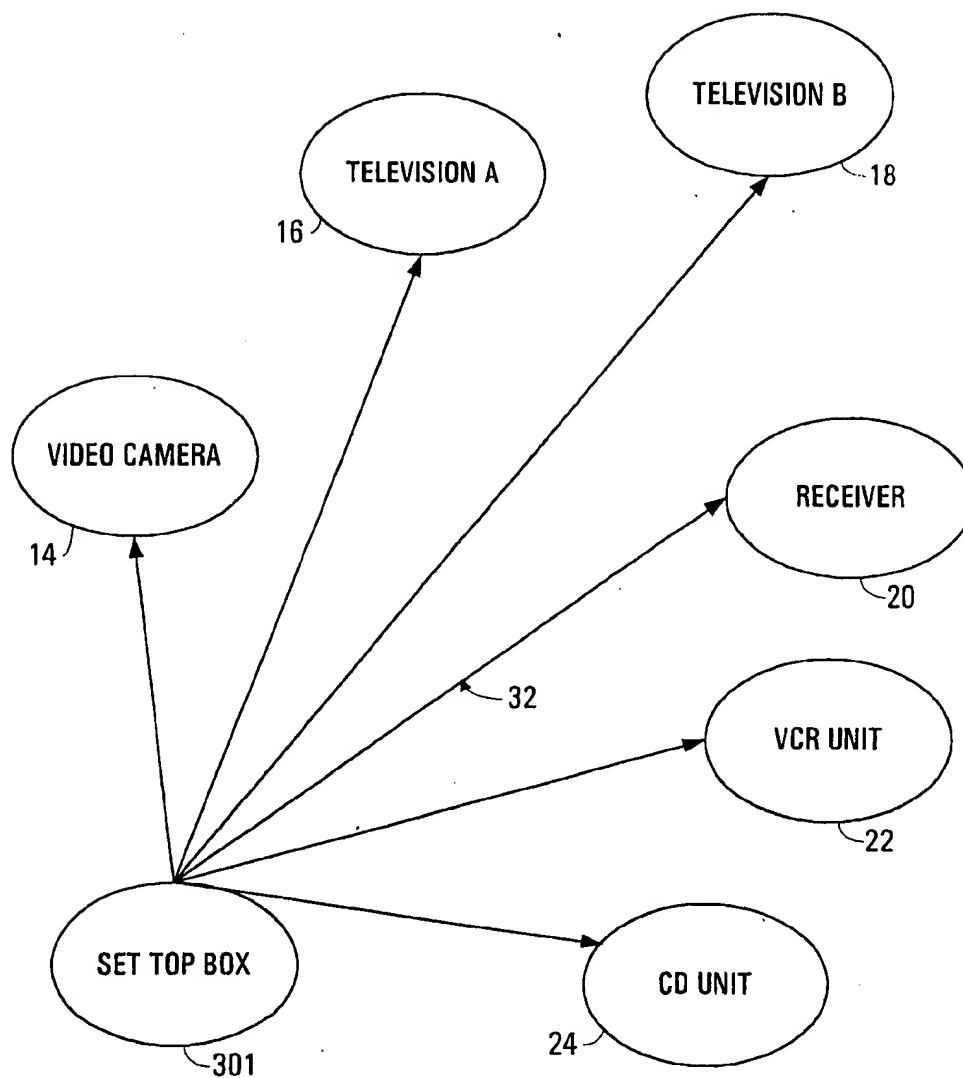 TELEVISION B
18
TELEVISION A
16
VIDEO CAMERA
14
RECEIVER
20
32
VCR UNIT
22
SET TOP BOX
301
CD UNIT
24